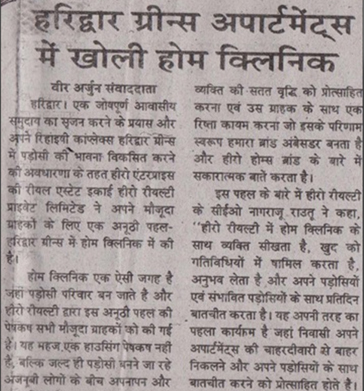 हरिद्वार ग्रीन्स अपार्टमेंट्स
में खोली होम क्लिनिक
वीर अर्जुन संवाददाता
हरिद्वार। एक जोषपूर्ण आवासीय
समुदाय का सृजन करने के प्रयास और
अपने रिहाइषी कांप्लेक्स हरिद्वार ग्रीन्स
में पड़ोसी की भावना विकसित करने
की अवधारणा के तहत हीरो एंटरप्राइस
की रीयल एस्टेट इकाई हीरो रीयल्टी
प्राइवेट लिमिटेड ने अपने मौजूदा
ग्राहकों के लिए एक अनूठी पहल-
हरिद्वार ग्रीन्स में होम क्लिनिक में की
है।
होम क्लिनिक एक ऐसी जगह है
जहां पड़ोसी परिवार बन जाते है और
हीरो रीयल्टी द्वारा इस अनूठी पहल की
पेषकष सभी मौजूदा ग्राहकों को की गई
है। यह महज एक हाउसिंग पेषकष नहीं
है, बल्कि जल्द ही पड़ोसी बनने जा रहे
अजनबी लोगों के बीच अपनापन और
व्यक्ति की सतत वृद्धि को प्रोत्साहित
करना एवं उस ग्राहक के साथ एक
रिष्ता कायम करना जो इसके परिणाम
स्वरूप हमारा ब्रांड अंबेसडर बनता है
और हीरो होम्स ब्रांड के बारे में
सकारात्मक बाते करता है।
इस पहल के बारे में हीरो रीयल्टी
के सीईओ नागराजू राउतू ने कहा,
''हीरो रीयल्टी में होम क्लिनिक के
साथ व्यक्ति सीखता है, खुद को
गतिविधियों में षामिल करता है,
अनुभव लेता है और अपने पड़ोसियों
एवं संभावित पड़ोसियों के साथ प्रतिदिन
बातचीत करता है। यह अपनी तरह का
पहला कार्यक्रम है जहां निवासी अपने
अपार्टमेंट्स की चाहरदीवारी से बाहर
निकलने और अपने पड़ोसियों के साथ
बातचीत करने को प्रोत्साहित होते